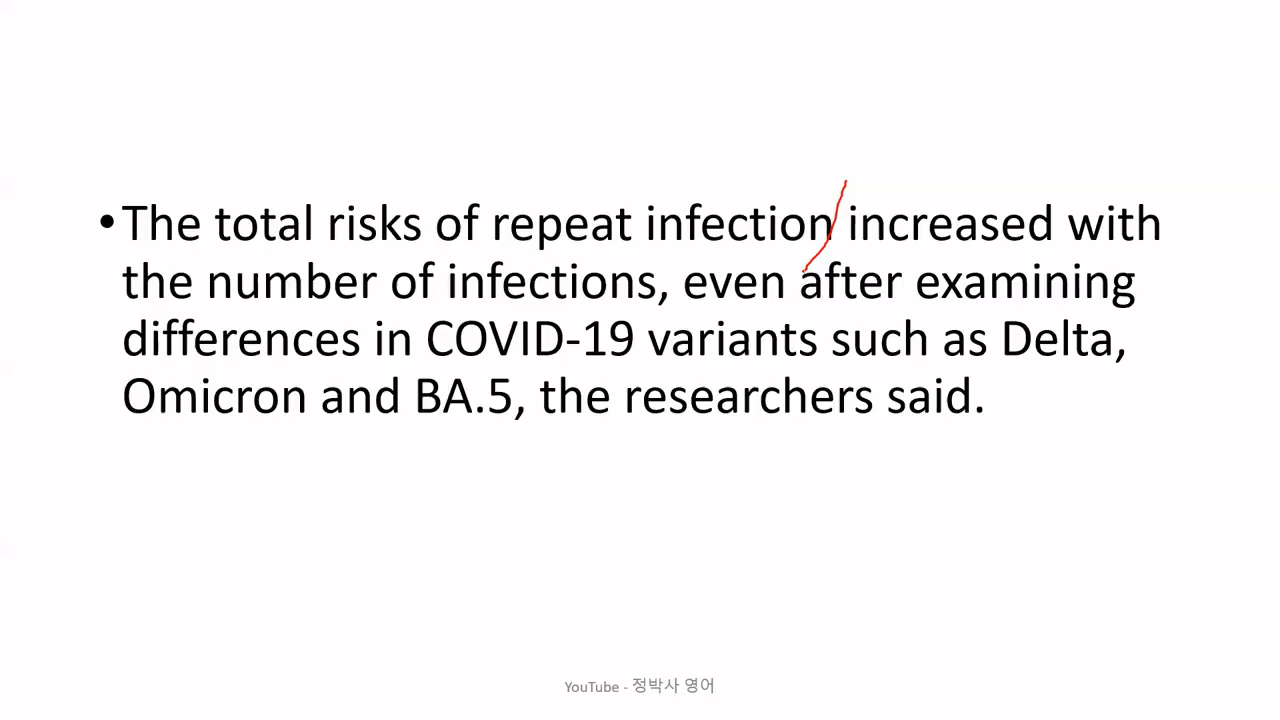 •The total risks of repeat infection increased with
the number of infections, even after examining
differences in COVID-19 variants such as Delta,
Omicron and BA.5, the researchers said.
YouTube - 정박사 영어